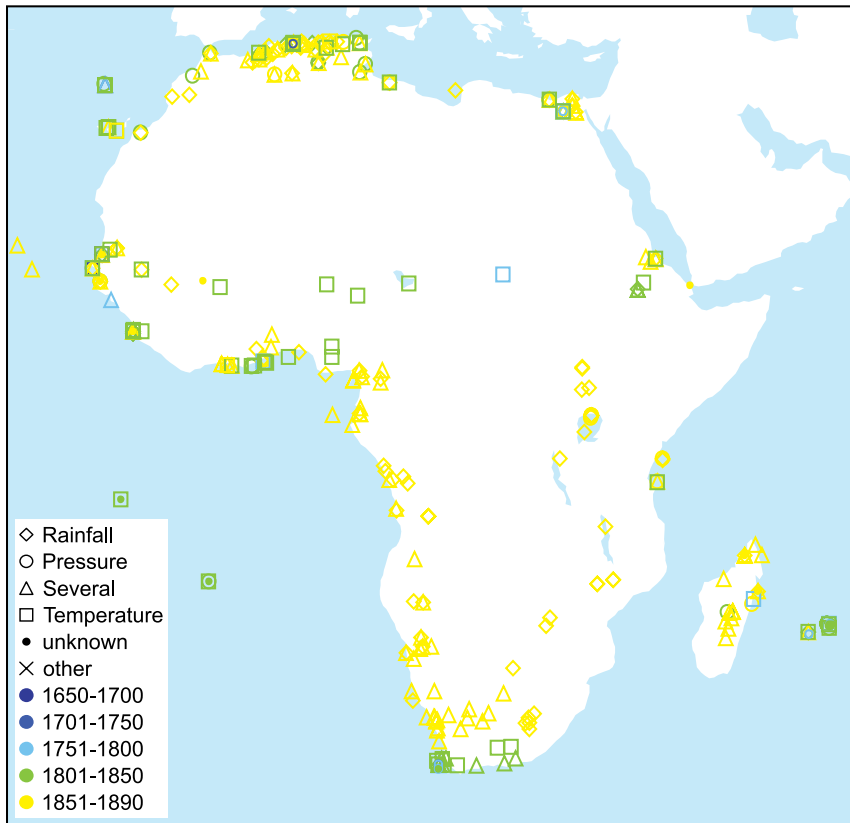 Rainfall
Pressure
Several
Temperature
unknown
other
1650-1700
1701-1750
1751-1800
1801-1850
1851-1890